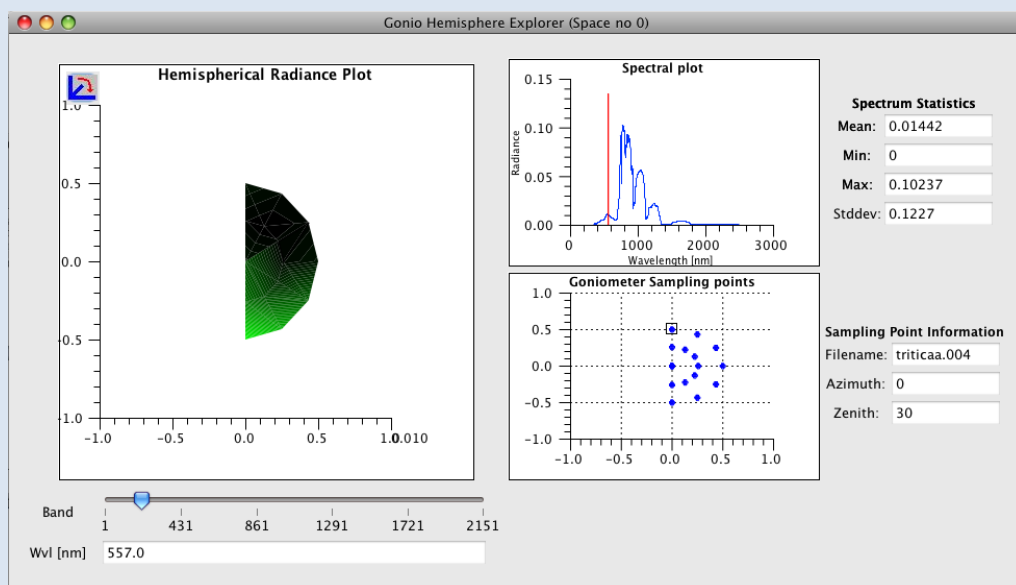 Gonio Hemisphere Explorer (Space no 0)
Hemispherical Radiance Plot
1.0
0.5
0.0
-0.5
-1.0
-1.0 -0.5 0.0 0.5 1.0 0.010
Spectral plot
0.15
0.10
0.05
0.00
Radiance
0 1000 2000 3000
Wavelength [nm]
Spectrum Statistics
Mean: 0.01442
Min: 0
Max: 0.10237
Stddev: 0.1227
Goniometer Sampling points
1.0
0.5
0.0
-0.5
-1.0
-1.0 -0.5 0.0 0.5 1.0
Sampling Point Information
Filename: triticaa.004
Azimuth: 0
Zenith: 30
Band
1 431 861 1291 1721 2151
Wvl [nm] 557.0